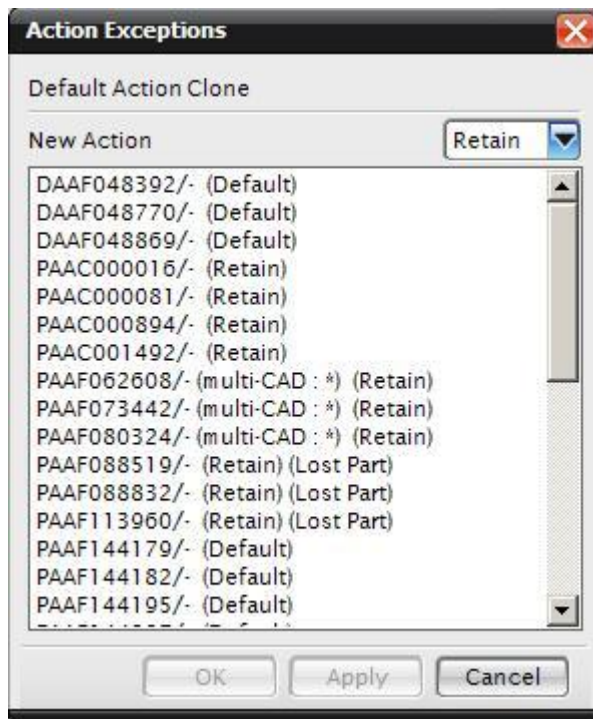 Action Exceptions
Default Action Clone
New Action Retain
DAAF048392/- (Default)
DAAF048770/- (Default)
DAAF048869/- (Default)
PAAC000016/- (Retain)
PAAC000081/- (Retain)
PAAC000894/- (Retain)
PAAC001492/- (Retain)
PAAF062608/- (multi-CAD : *) (Retain)
PAAF073442/- (multi-CAD : *) (Retain)
PAAF080324/- (multi-CAD : *) (Retain)
PAAF088519/- (Retain) (Lost Part)
PAAF088832/- (Retain) (Lost Part)
PAAF113960/- (Retain) (Lost Part)
PAAF144179/- (Default)
PAAF144182/- (Default)
PAAF144195/- (Default)
OK Apply Cancel